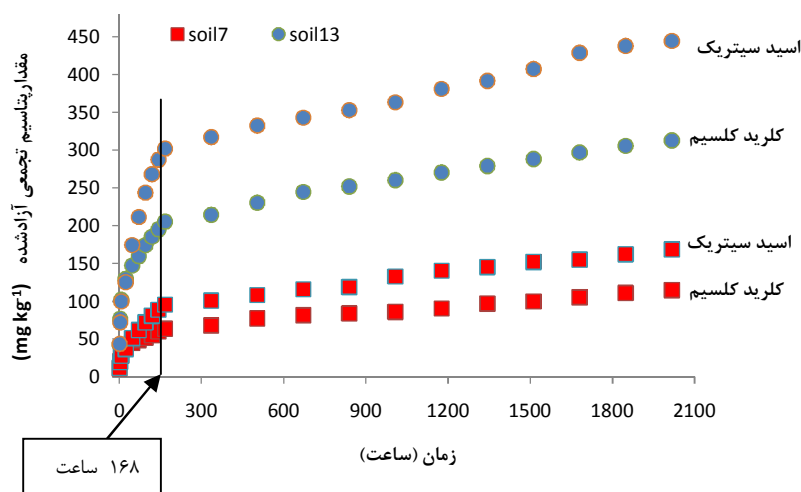 soil7 soil13
مقدار پتاسیم تجمعی آزادشده
(mg kg⁻¹)
450
400
350
300
250
200
150
100
50
0
اسید سیتریک
کلرید کلسیم
اسید سیتریک
کلرید کلسیم
0 300 600 900 1200 1500 1800 2100
زمان (ساعت)
۱۶۸ ساعت